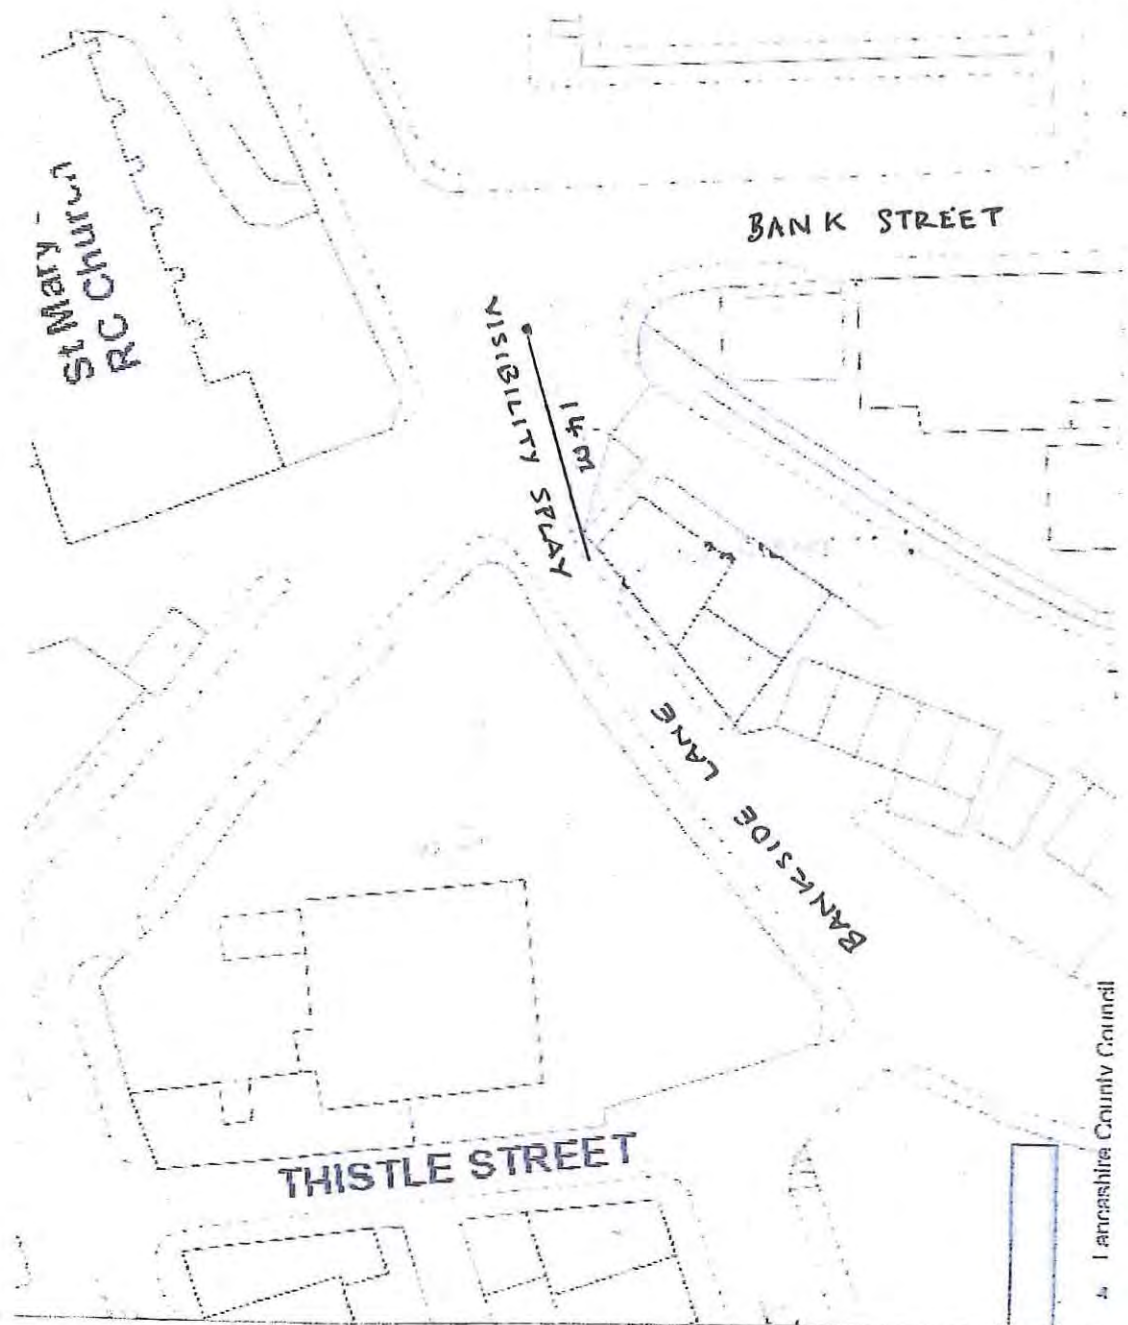 St Mary -
RC Church
BANK STREET
VISIBILITY SPLAY
14M
BANKSIDE LANE
THISTLE STREET
Lancashire County Council